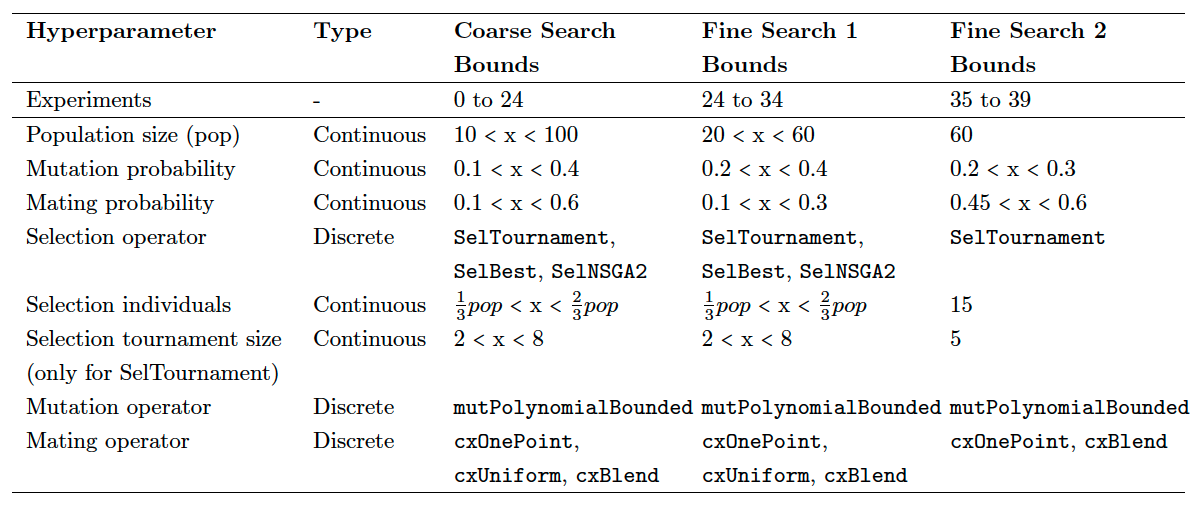 Hyperparameter Type Coarse Search Fine Search 1 Fine Search 2
Bounds Bounds Bounds
Experiments - 0 to 24 24 to 34 35 to 39
Population size (pop) Continuous 10 < x < 100 20 < x < 60 60
Mutation probability Continuous 0.1 < x < 0.4 0.2 < x < 0.4 0.2 < x < 0.3
Mating probability Continuous 0.1 < x < 0.6 0.1 < x < 0.3 0.45 < x < 0.6
Selection operator Discrete SelTournament, SelTournament, SelTournament
SelBest, SelNSGA2 SelBest, SelNSGA2
Selection individuals Continuous 1/3 pop < x < 2/3 pop 1/3 pop < x < 2/3 pop 15
Selection tournament size Continuous 2 < x < 8 2 < x < 8 5
(only for SelTournament)
Mutation operator Discrete mutPolynomialBounded mutPolynomialBounded mutPolynomialBounded
Mating operator Discrete cxOnePoint, cxOnePoint, cxOnePoint, cxBlend
cxUniform, cxBlend cxUniform, cxBlend